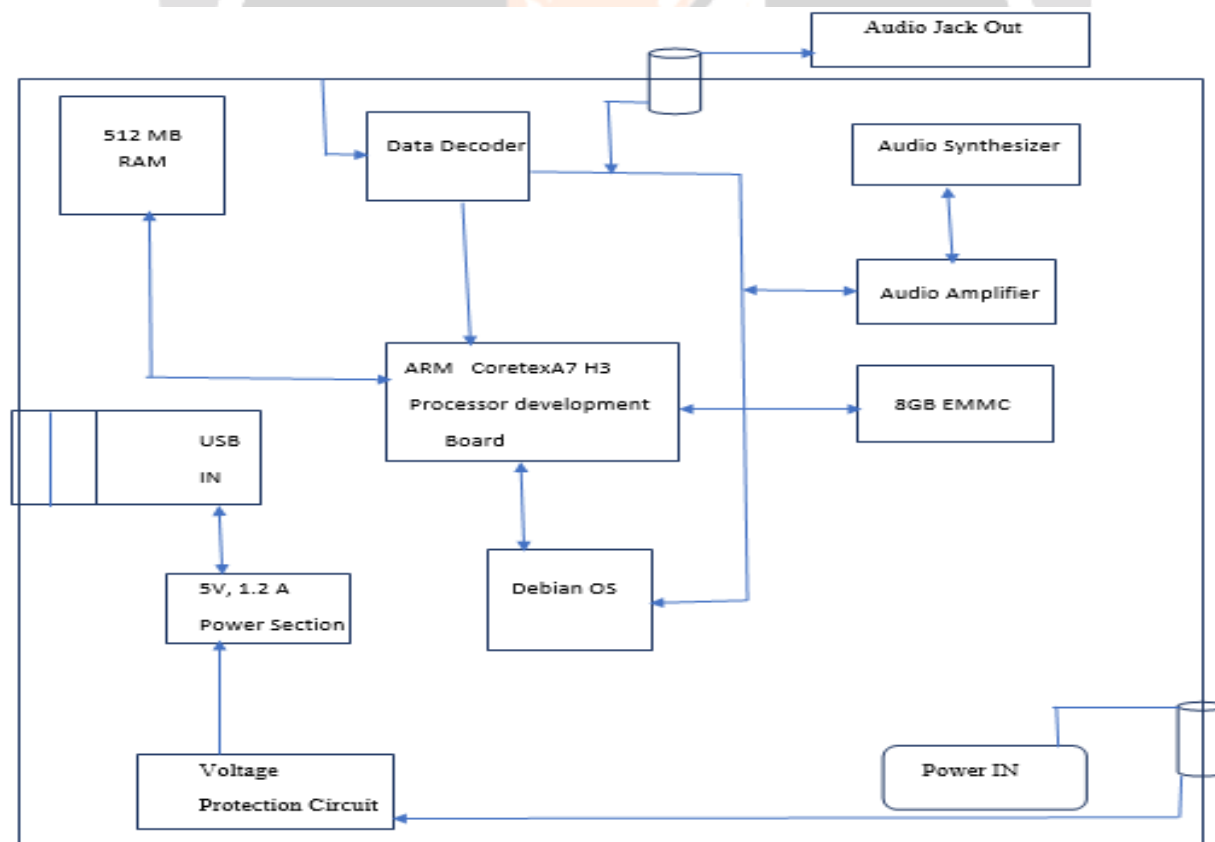 Audio Jack Out
512 MB
RAM
Data Decoder
Audio Synthesizer
Audio Amplifier
ARM CoretexA7 H3
Processor development
Board
8GB EMMC
USB
IN
5V, 1.2 A
Power Section
Debian OS
Voltage
Protection Circuit
Power IN